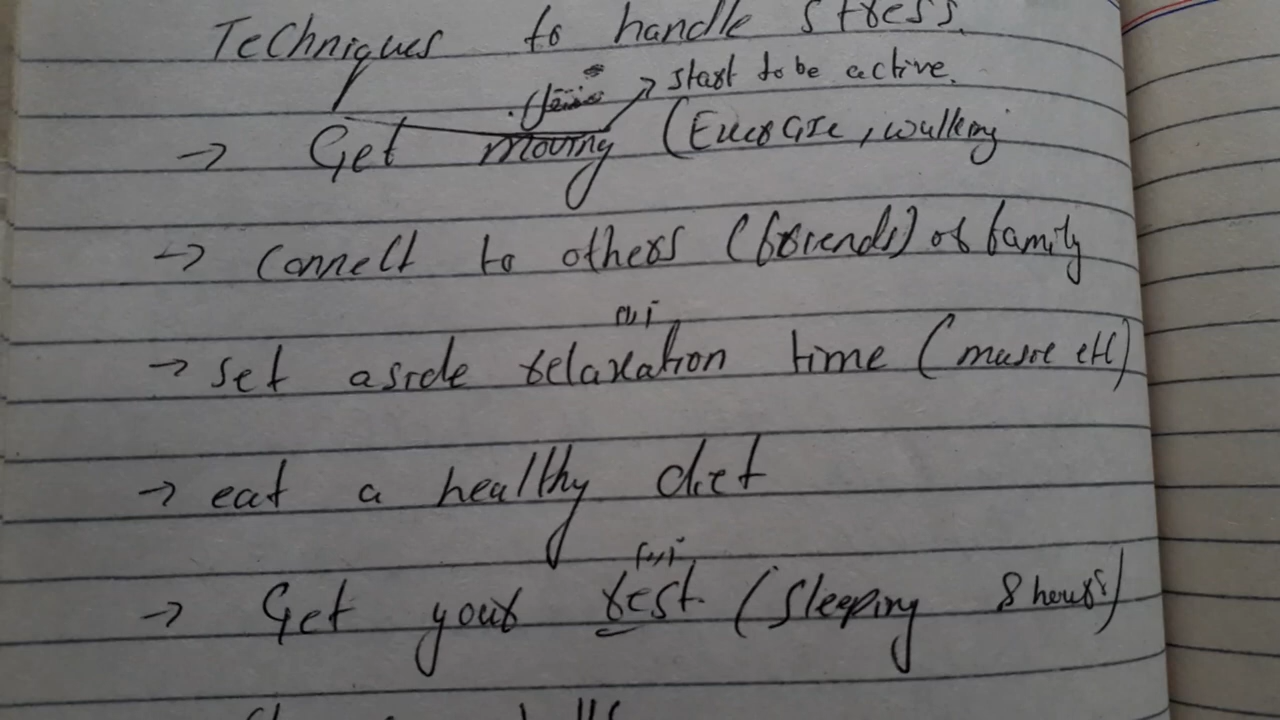 Techniques to handle stress.
start to be active.
→ Get moving (Exercise, walking
→ connect to others (friends) of family
→ set aside relaxation time (music etc)
→ eat a healthy diet
→ Get your rest. (Sleeping 8 hours)